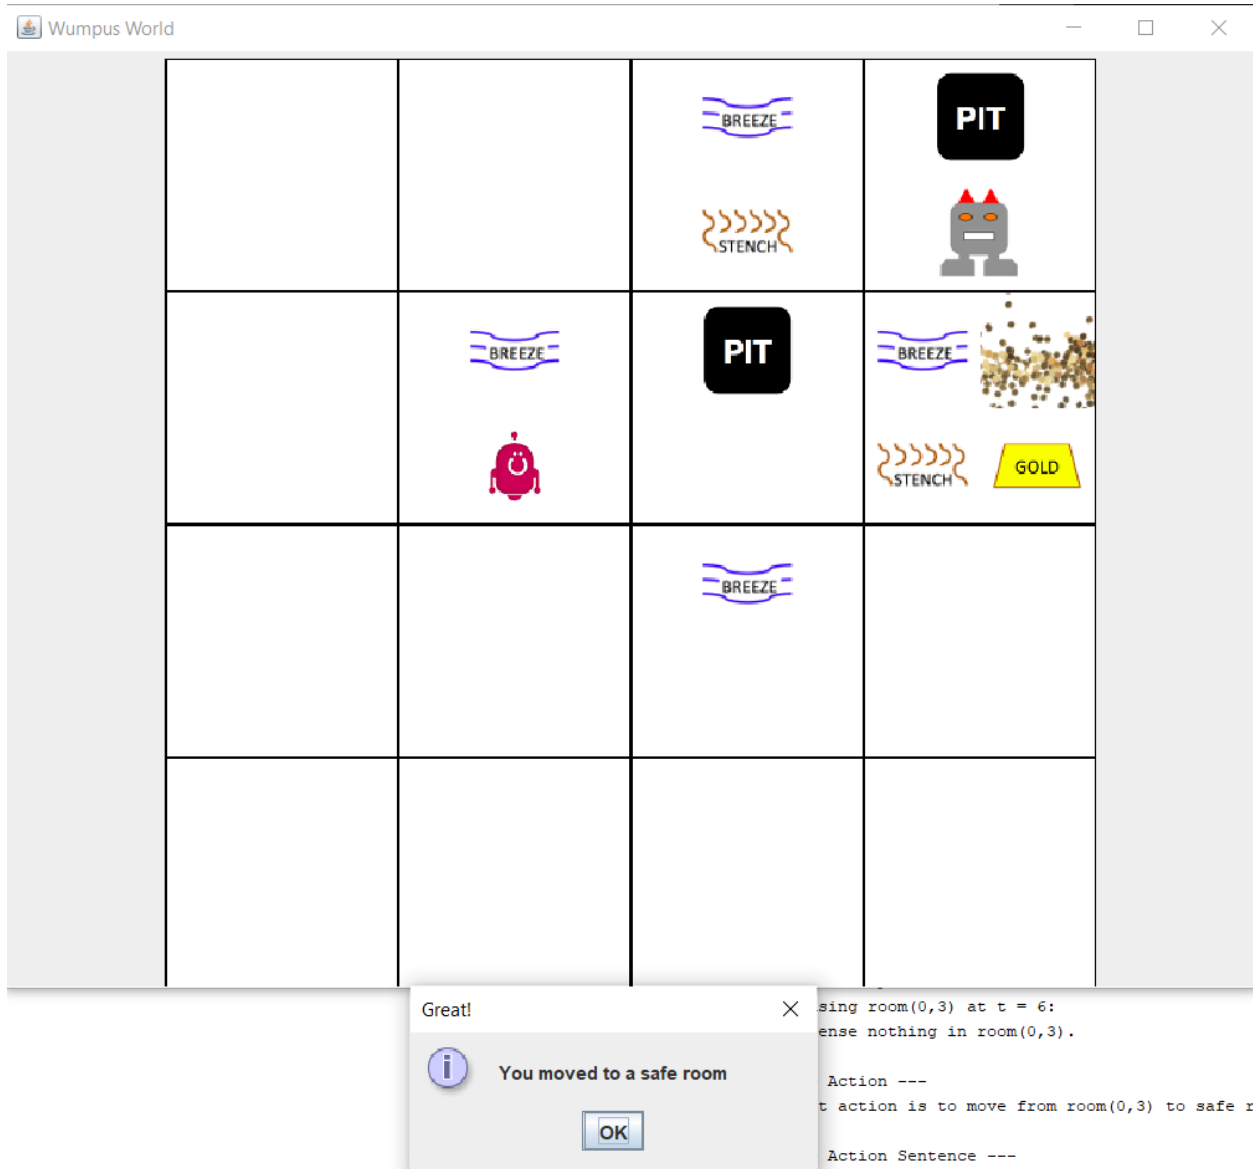 Wumpus World
BREEZE
PIT
STENCH
BREEZE
PIT
BREEZE
STENCH
GOLD
BREEZE
Great!
You moved to a safe room
OK
sing room(0,3) at t = 6:
ense nothing in room(0,3).
Action ---
t action is to move from room(0,3) to safe r
Action Sentence ---